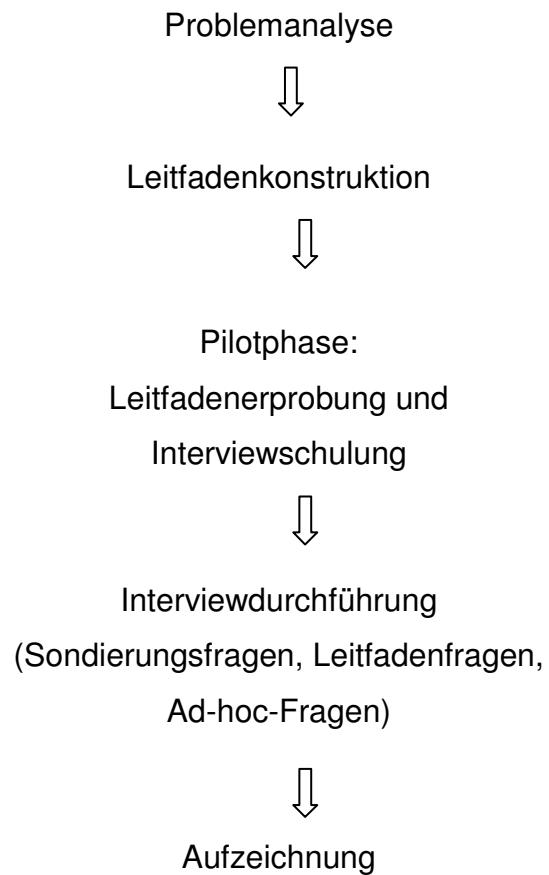 Problemanalyse
Leitfadenkonstruktion
Pilotphase:
Leitfadenerprobung und
Interviewschulung
Interviewdurchführung
(Sondierungsfragen, Leitfadenfragen,
Ad-hoc-Fragen)
Aufzeichnung